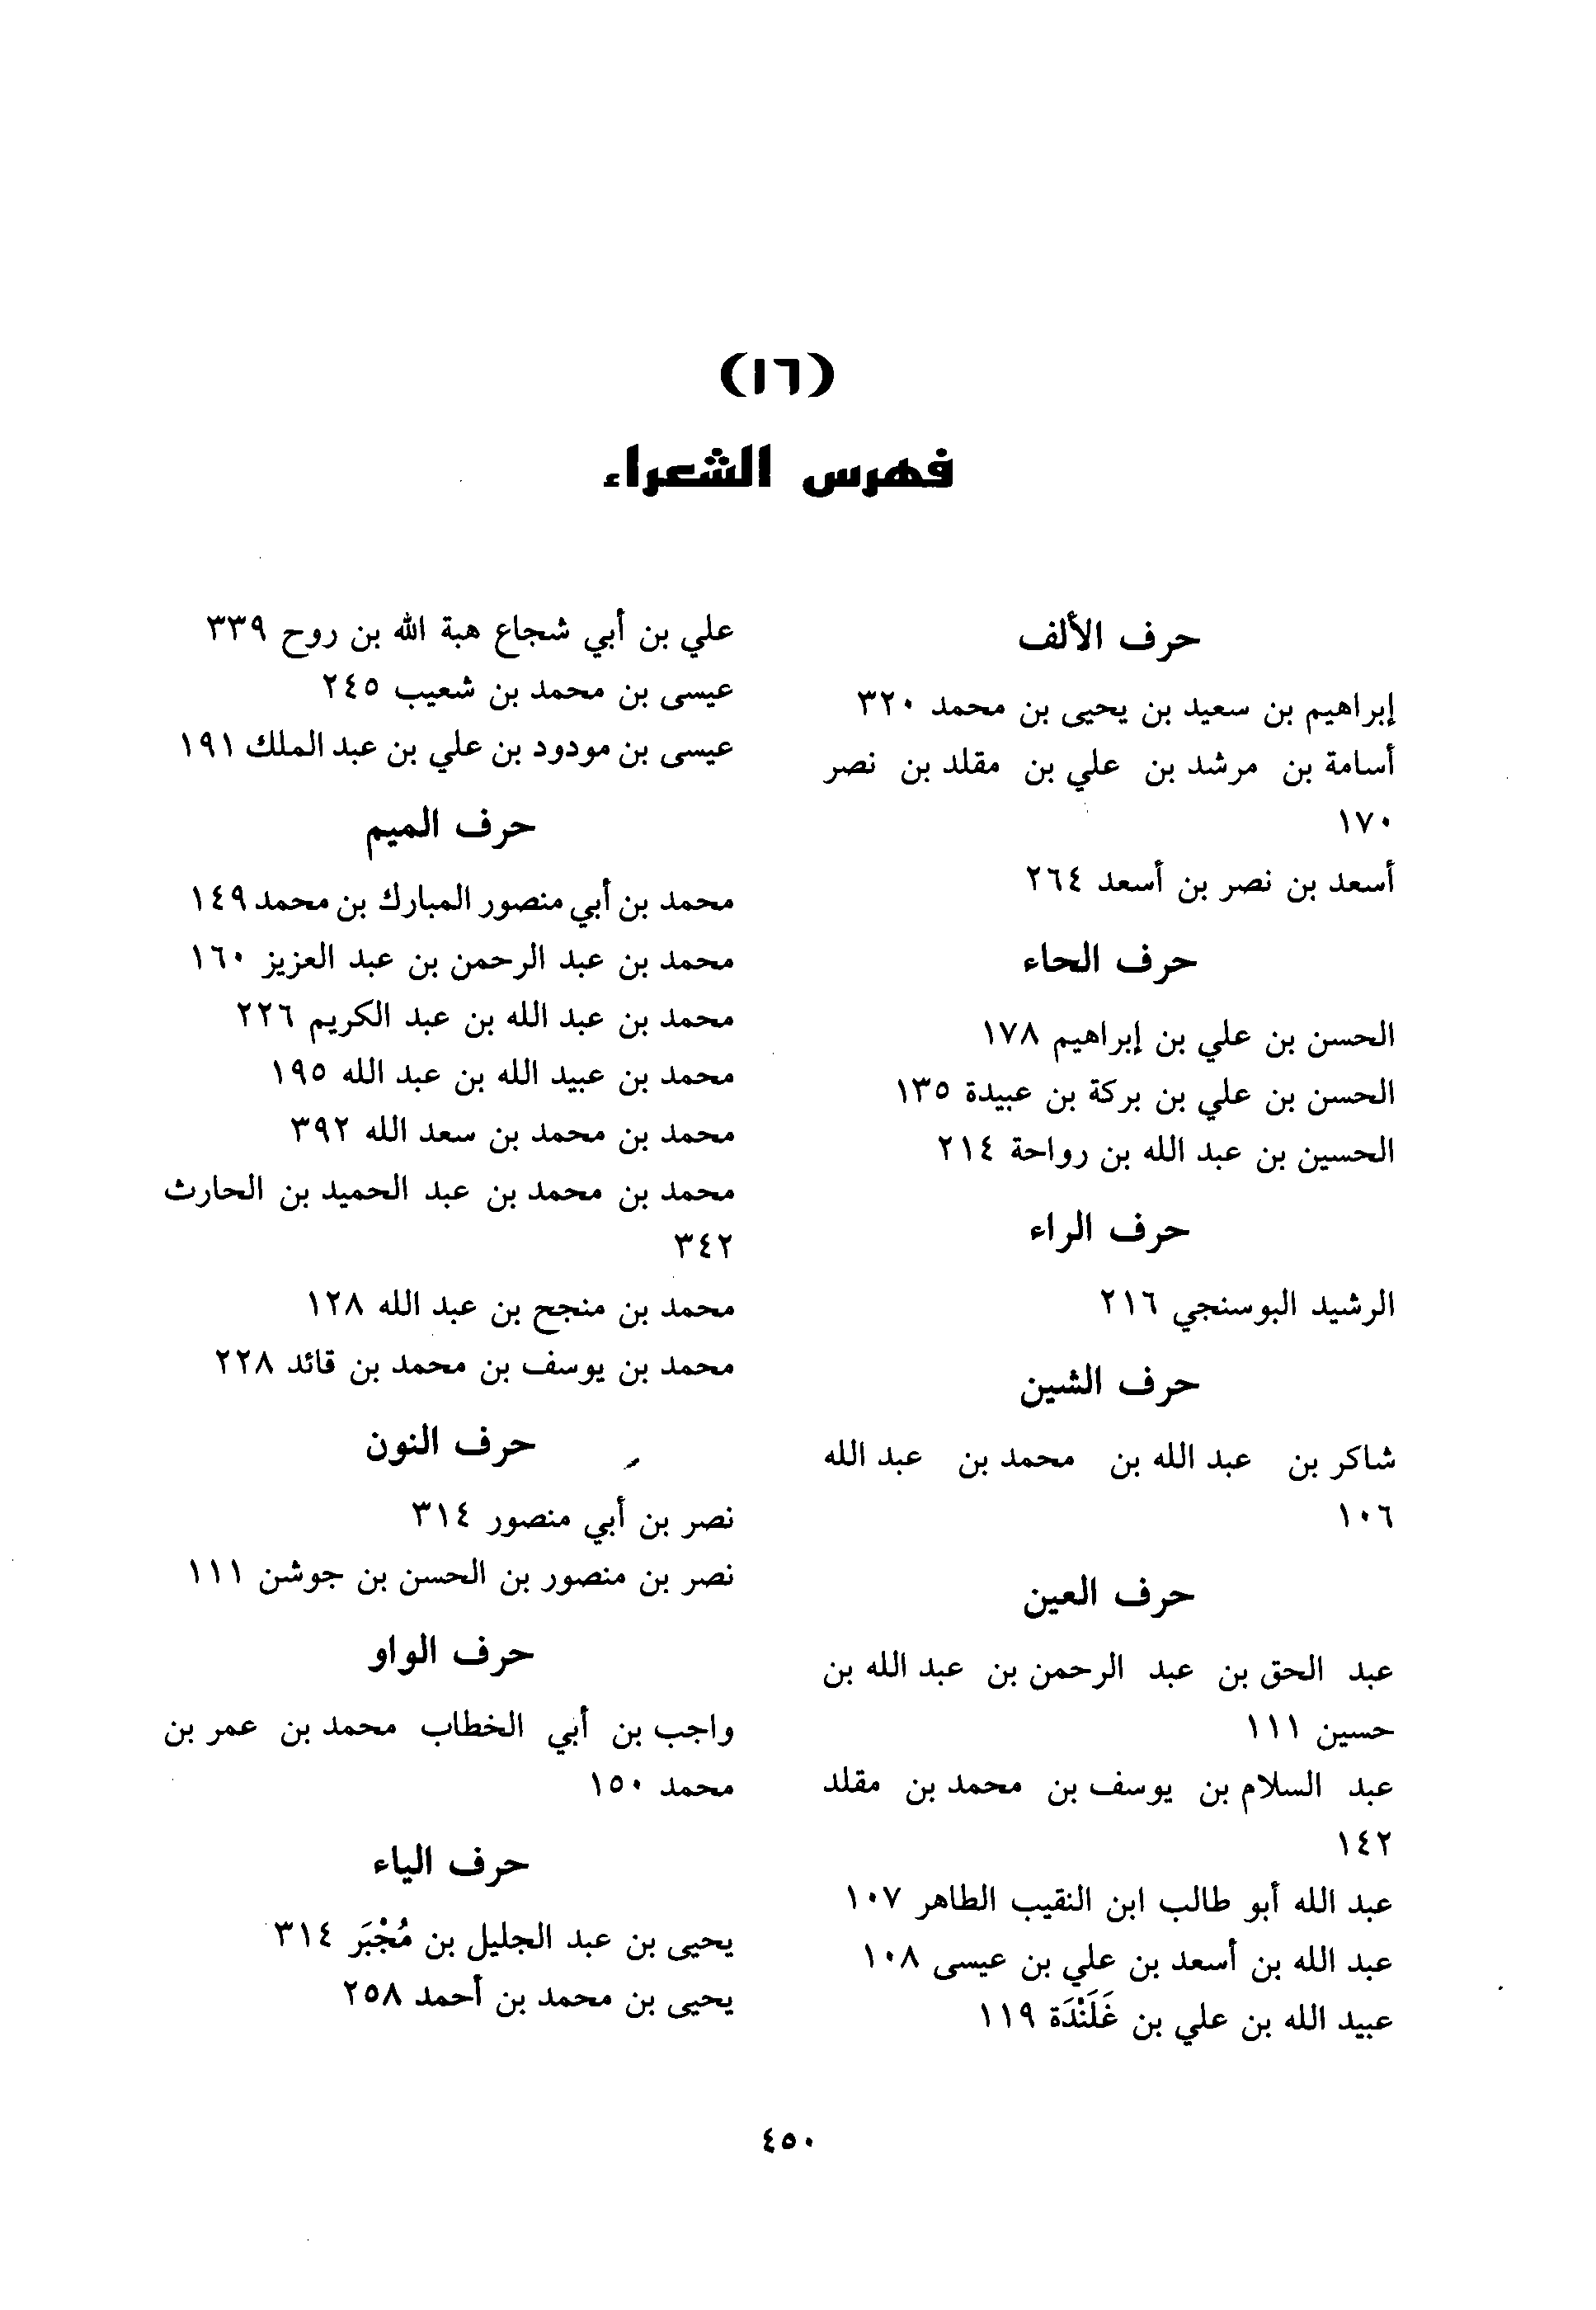 (١٦)
فهرس الشعراء
حرف الألف
إبراهيم بن سعيد بن يحيى بن محمد ٣٢٠
أسامة بن مرشد بن علي بن مقلد بن نصر
١٧٠
أسعد بن نصر بن أسعد ٢٦٤
حرف الحاء
الحسن بن علي بن إبراهيم ١٧٨
الحسن بن علي بن بركة بن عبيدة ١٣٥
الحسين بن عبد الله بن رواحة ٢١٤
حرف الراء
الرشيد البوسنجي ٢١٦
حرف الشين
شاكر بن عبد الله بن محمد بن عبد الله
١٠٦
حرف العين
عبد الحق بن عبد الرحمن بن عبد الله بن
حسين ١١١
عبد السلام بن يوسف بن محمد بن مقلد
١٤٢
عبد الله أبو طالب ابن النقيب الطاهر ١٠٧
عبد الله بن أسعد بن علي بن عيسى ١٠٨
عبيد الله بن علي بن غَلَنْدَة ١١٩
علي بن أبي شجاع هبة الله بن روح ٣٣٩
عيسى بن محمد بن شعيب ٢٤٥
عيسى بن مودود بن علي بن عبد الملك ١٩١
حرف الميم
محمد بن أبي منصور المبارك بن محمد ١٤٩
محمد بن عبد الرحمن بن عبد العزيز ١٦٠
محمد بن عبد الله بن عبد الكريم ٢٢٦
محمد بن عبيد الله بن عبد الله ١٩٥
محمد بن محمد بن سعد الله ٣٩٢
محمد بن محمد بن عبد الحميد بن الحارث
٣٤٢
محمد بن منجح بن عبد الله ١٢٨
محمد بن يوسف بن محمد بن قائد ٢٢٨
حرف النون
نصر بن أبي منصور ٣١٤
نصر بن منصور بن الحسن بن جوشن ١١١
حرف الواو
واجب بن أبي الخطاب محمد بن عمر بن
محمد ١٥٠
حرف الياء
يحيى بن عبد الجليل بن مُجْبَر ٣١٤
يحيى بن محمد بن أحمد ٢٥٨
٤٥٠